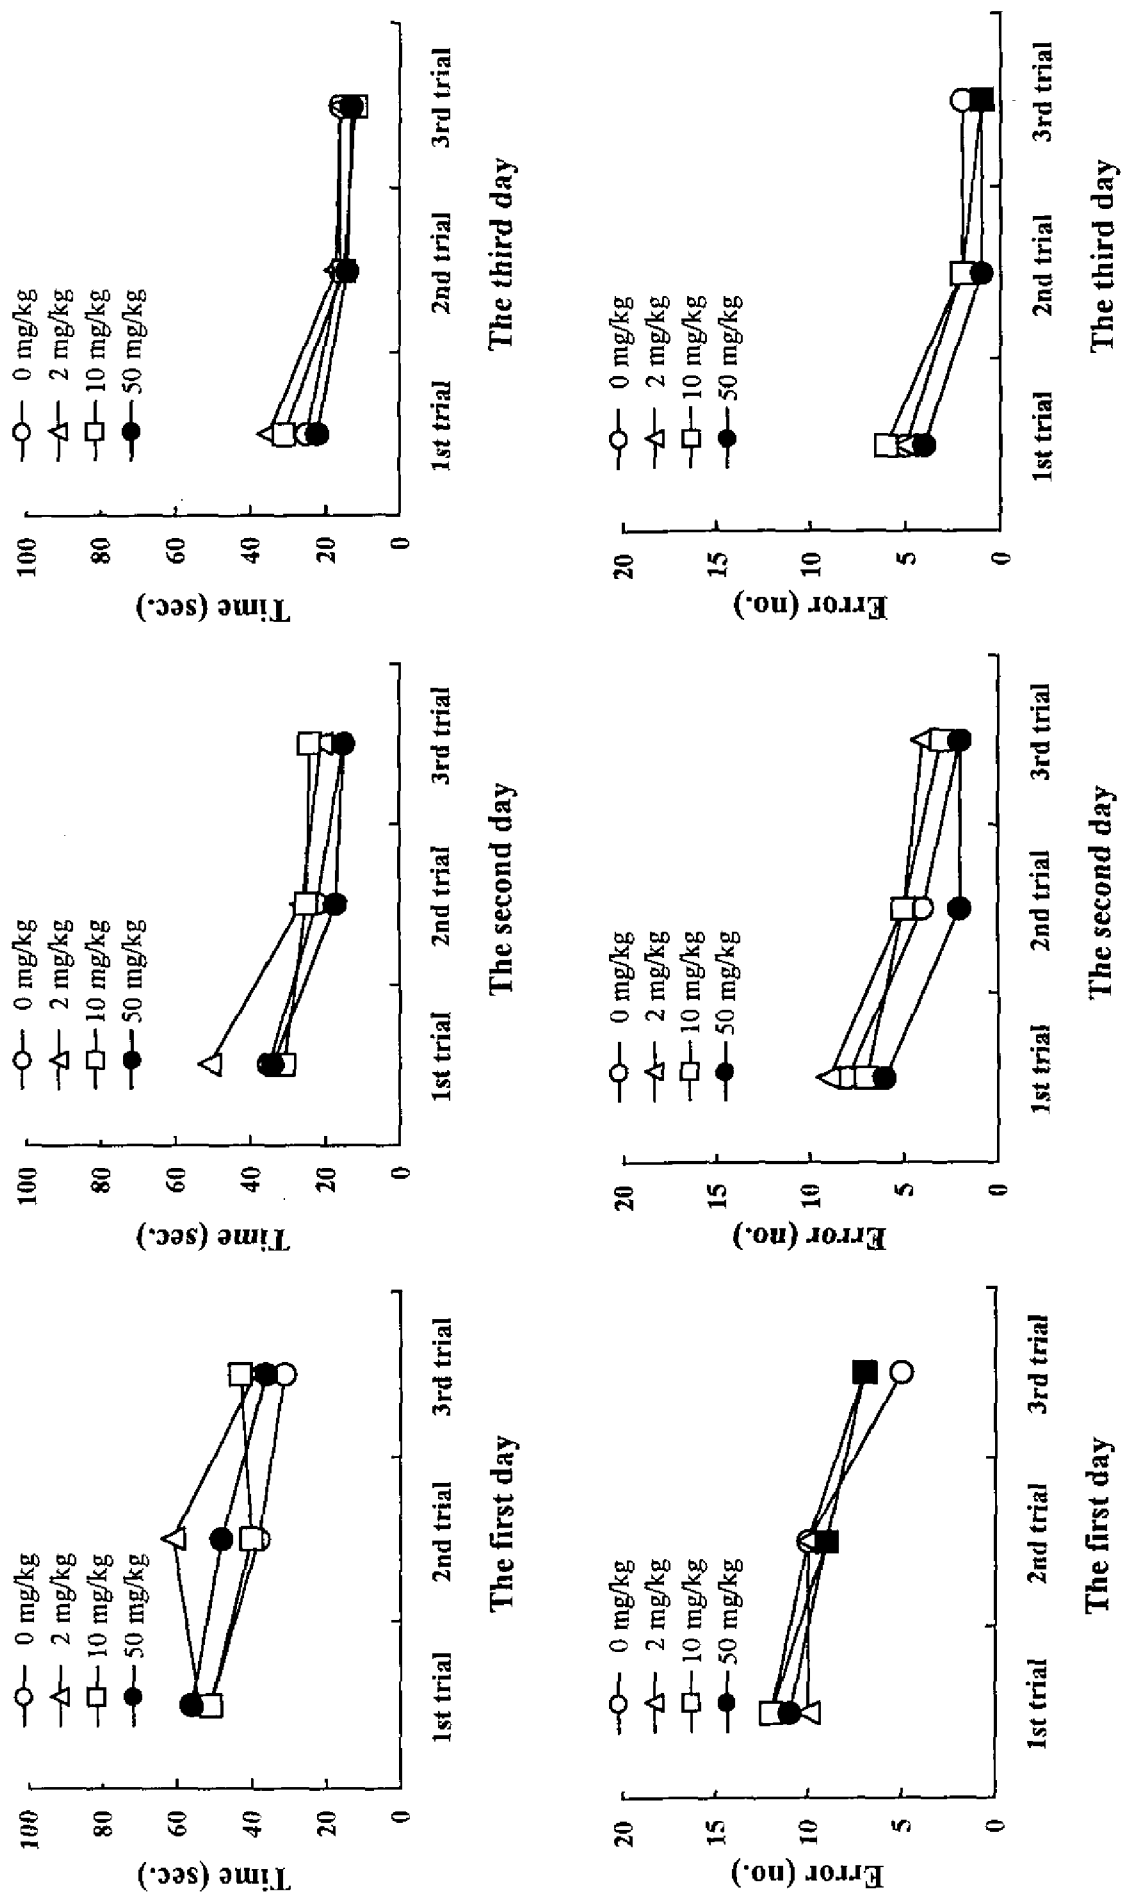 0 mg/kg
2 mg/kg
10 mg/kg
50 mg/kg
Time (sec.)
100
80
60
40
20
0
1st trial 2nd trial 3rd trial
The first day
0 mg/kg
2 mg/kg
10 mg/kg
50 mg/kg
Time (sec.)
100
80
60
40
20
0
1st trial 2nd trial 3rd trial
The second day
0 mg/kg
2 mg/kg
10 mg/kg
50 mg/kg
Time (sec.)
100
80
60
40
20
0
1st trial 2nd trial 3rd trial
The third day
0 mg/kg
2 mg/kg
10 mg/kg
50 mg/kg
Error (no.)
20
15
10
5
0
1st trial 2nd trial 3rd trial
The first day
0 mg/kg
2 mg/kg
10 mg/kg
50 mg/kg
Error (no.)
20
15
10
5
0
1st trial 2nd trial 3rd trial
The second day
0 mg/kg
2 mg/kg
10 mg/kg
50 mg/kg
Error (no.)
20
15
10
5
0
1st trial 2nd trial 3rd trial
The third day